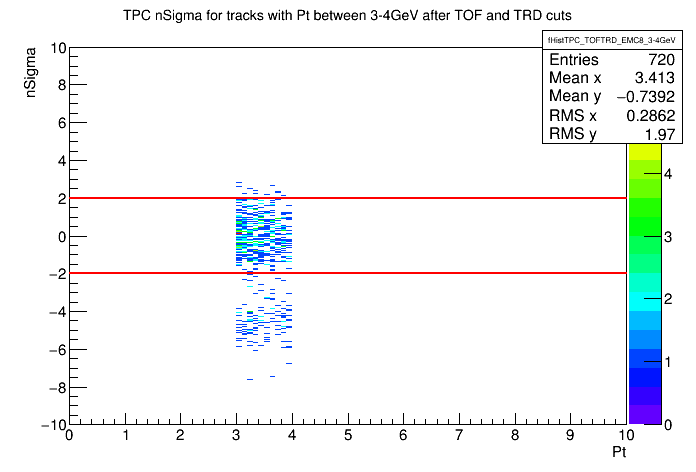 TPC nSigma for tracks with Pt between 3-4GeV after TOF and TRD cuts
fHistTPC_TOFTRD_EMC8_3-4GeV
Entries 720
Mean x 3.413
Mean y −0.7392
RMS x 0.2862
RMS y 1.97
nSigma
10
8
6
4
2
0
−2
−4
−6
−8
−10
0 1 2 3 4 5 6 7 8 9 10
Pt
4
3
2
1
0